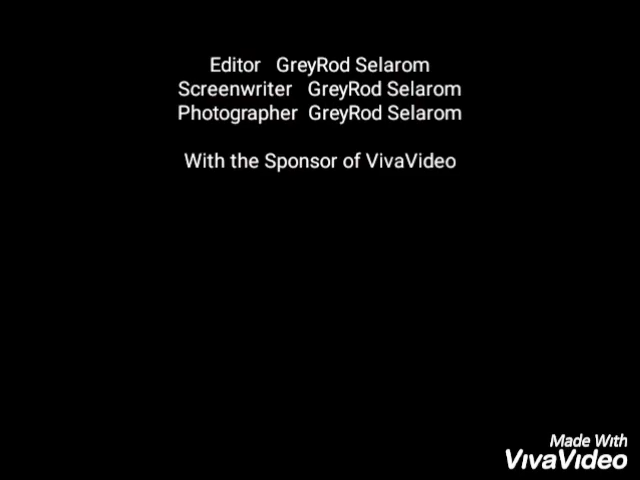 Editor GreyRod Selarom
Screenwriter GreyRod Selarom
Photographer GreyRod Selarom
With the Sponsor of VivaVideo
Made With
VivaVideo